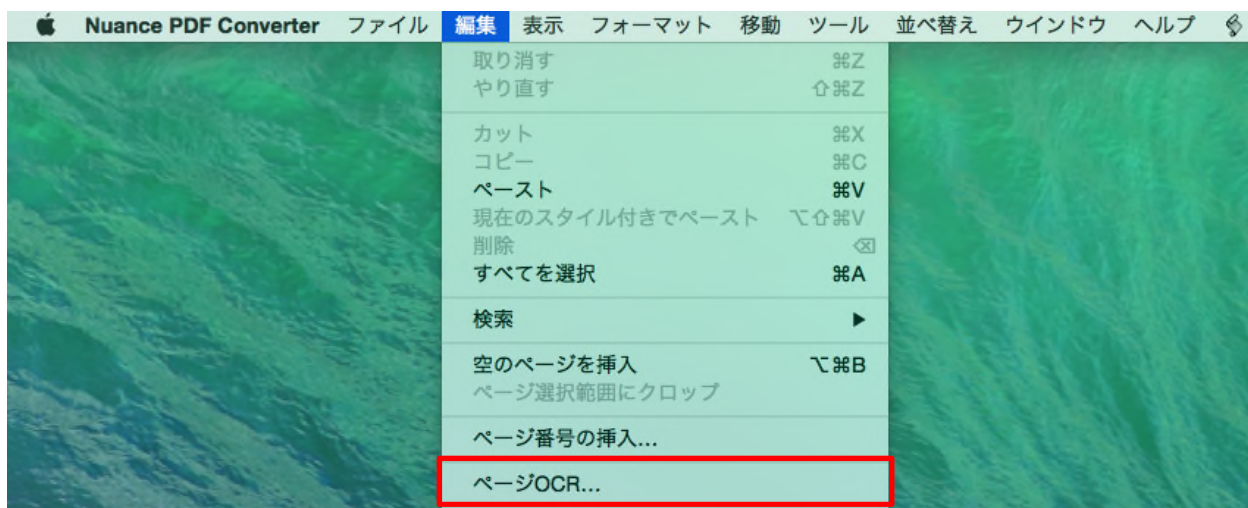 Nuance PDF Converter ファイル 編集 表示 フォーマット 移動 ツール 並べ替え ウインドウ ヘルプ
取り消す ⌘Z
やり直す ⇧⌘Z
カット ⌘X
コピー ⌘C
ペースト ⌘V
現在のスタイル付きでペースト ⌥⇧⌘V
削除 ⌫
すべてを選択 ⌘A
検索 ▶
空のページを挿入 ⌥⌘B
ページ選択範囲にクロップ
ページ番号の挿入...
ページOCR...